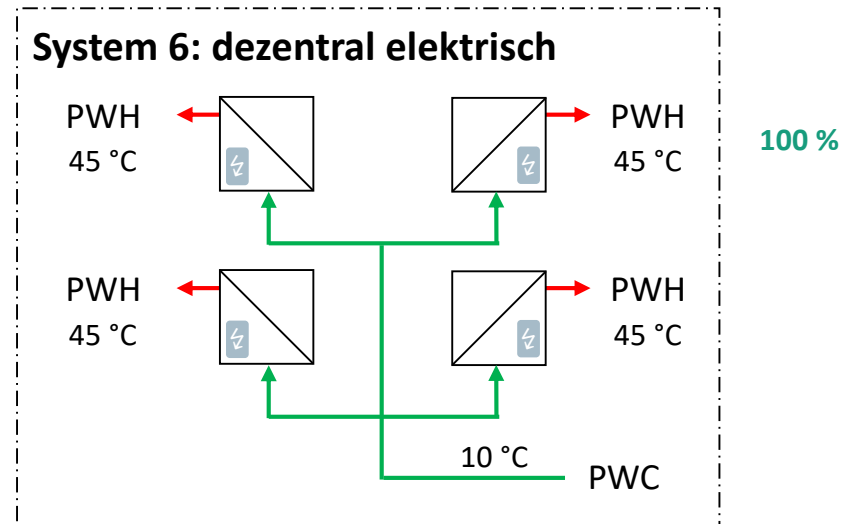 System 6: dezentral elektrisch
PWH
45 °C
PWH
45 °C
100 %
PWH
45 °C
PWH
45 °C
10 °C
PWC